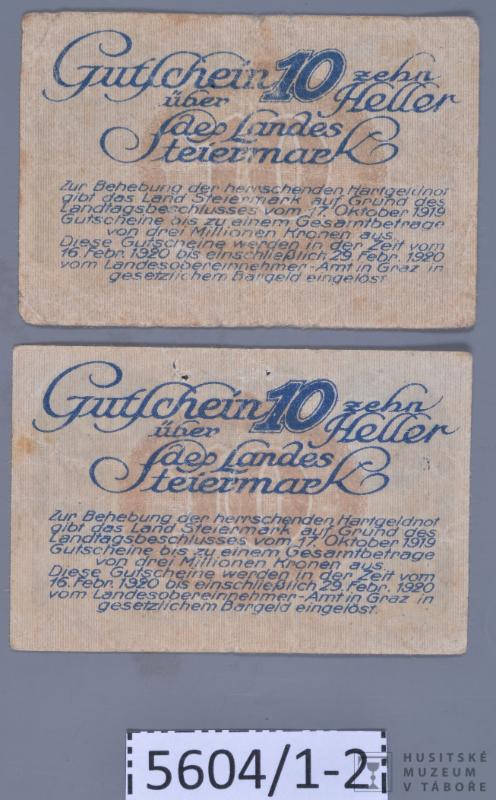 Gutschein 10 zehn
über Heller
des Landes
Steiermark
Zur Behebung der herrschenden Hartgeldnot
gibt das Land Steiermark auf Grund des
Landtagsbeschlusses vom 17. Oktober 1919
Gutscheine bis zu einem Gesamtbetrage
von drei Millionen Kronen aus.
Diese Gutscheine werden in der Zeit vom
16. Febr. 1920 bis einschließlich 29. Febr. 1920
vom Landesobereinnehmer-Amt in Graz in
gesetzlichem Bargeld eingelöst.
Gutschein 10 zehn
über Heller
des Landes
Steiermark
Zur Behebung der herrschenden Hartgeldnot
gibt das Land Steiermark auf Grund des
Landtagsbeschlusses vom 17. Oktober 1919
Gutscheine bis zu einem Gesamtbetrage
von drei Millionen Kronen aus.
Diese Gutscheine werden in der Zeit vom
16. Febr. 1920 bis einschließlich 29. Febr. 1920
vom Landesobereinnehmer-Amt in Graz in
gesetzlichem Bargeld eingelöst.
5604/1-2
HUSITSKÉ
MUZEUM
V TÁBOŘE